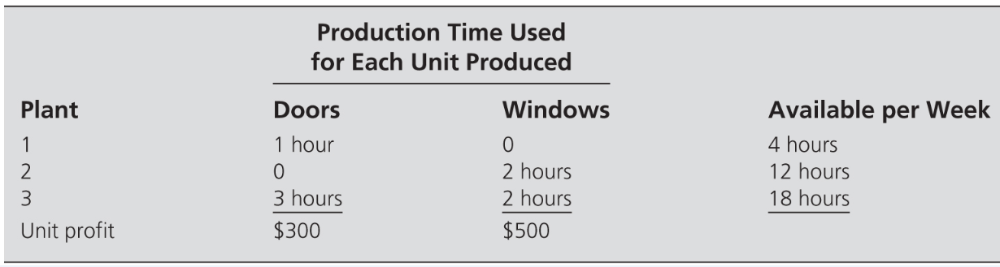 Production Time Used
for Each Unit Produced
Plant Doors Windows Available per Week
1 1 hour 0 4 hours
2 0 2 hours 12 hours
3 3 hours 2 hours 18 hours
Unit profit $300 $500